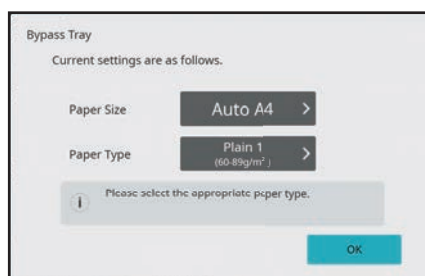 Bypass Tray
Current settings are as follows.
Paper Size
Auto A4 >
Paper Type
Plain 1 >
(60-89g/m²)
i
Please select the appropriate paper type.
OK